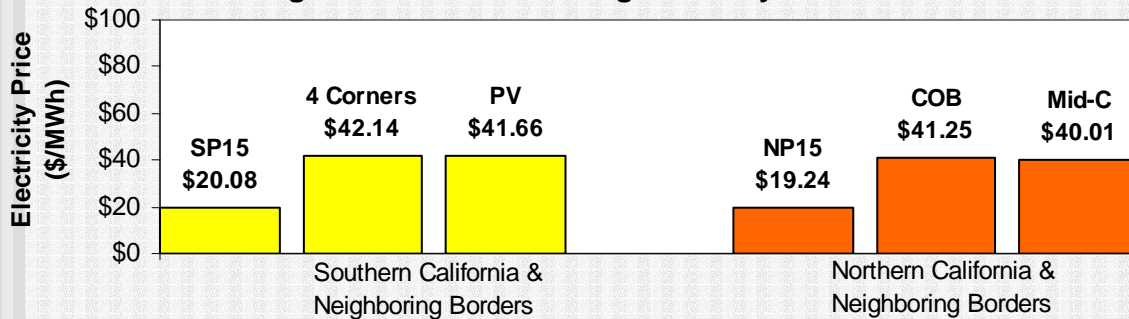 Electricity Price
($/MWh)
$100
$80
$60
$40
$20
$0
SP15
$20.08
4 Corners
$42.14
PV
$41.66
NP15
$19.24
COB
$41.25
Mid-C
$40.01
Southern California &
Neighboring Borders
Northern California &
Neighboring Borders